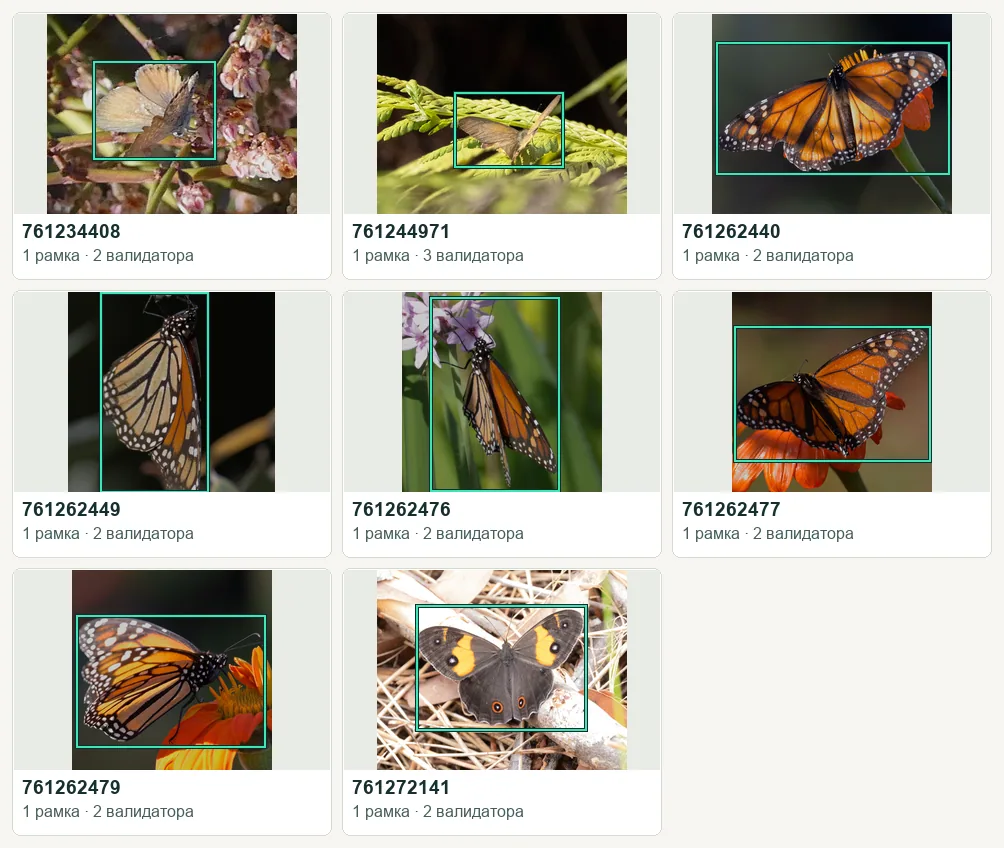 761234408
1 рамка · 2 валидатора
761244971
1 рамка · 3 валидатора
761262440
1 рамка · 2 валидатора
761262449
1 рамка · 2 валидатора
761262476
1 рамка · 2 валидатора
761262477
1 рамка · 2 валидатора
761262479
1 рамка · 2 валидатора
761272141
1 рамка · 2 валидатора